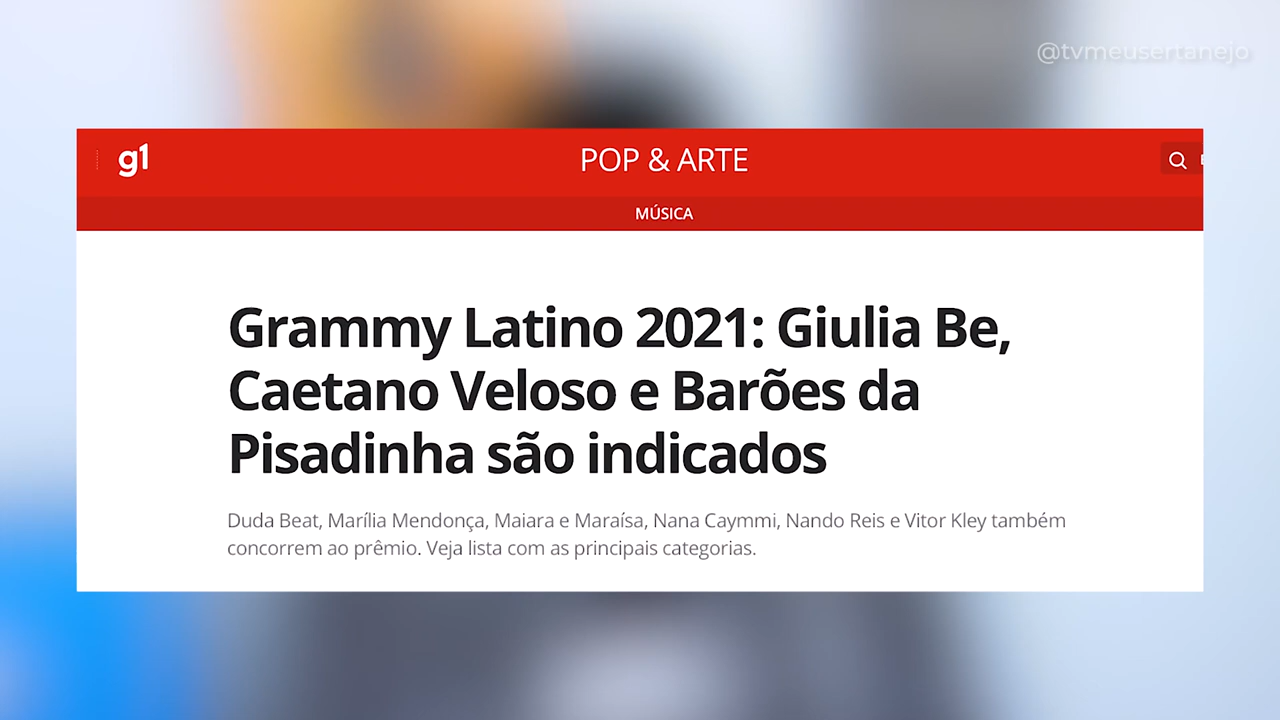 @tvmeusertanejo
g1
POP & ARTE
MÚSICA
Grammy Latino 2021: Giulia Be,
Caetano Veloso e Barões da
Pisadinha são indicados
Duda Beat, Marília Mendonça, Maiara e Maraísa, Nana Caymmi, Nando Reis e Vitor Kley também
concorrem ao prêmio. Veja lista com as principais categorias.